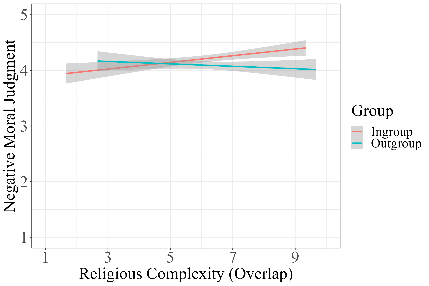 5
4
3
2
1
Negative Moral Judgment
1 3 5 7 9
Religious Complexity (Overlap)
Group
Ingroup
Outgroup